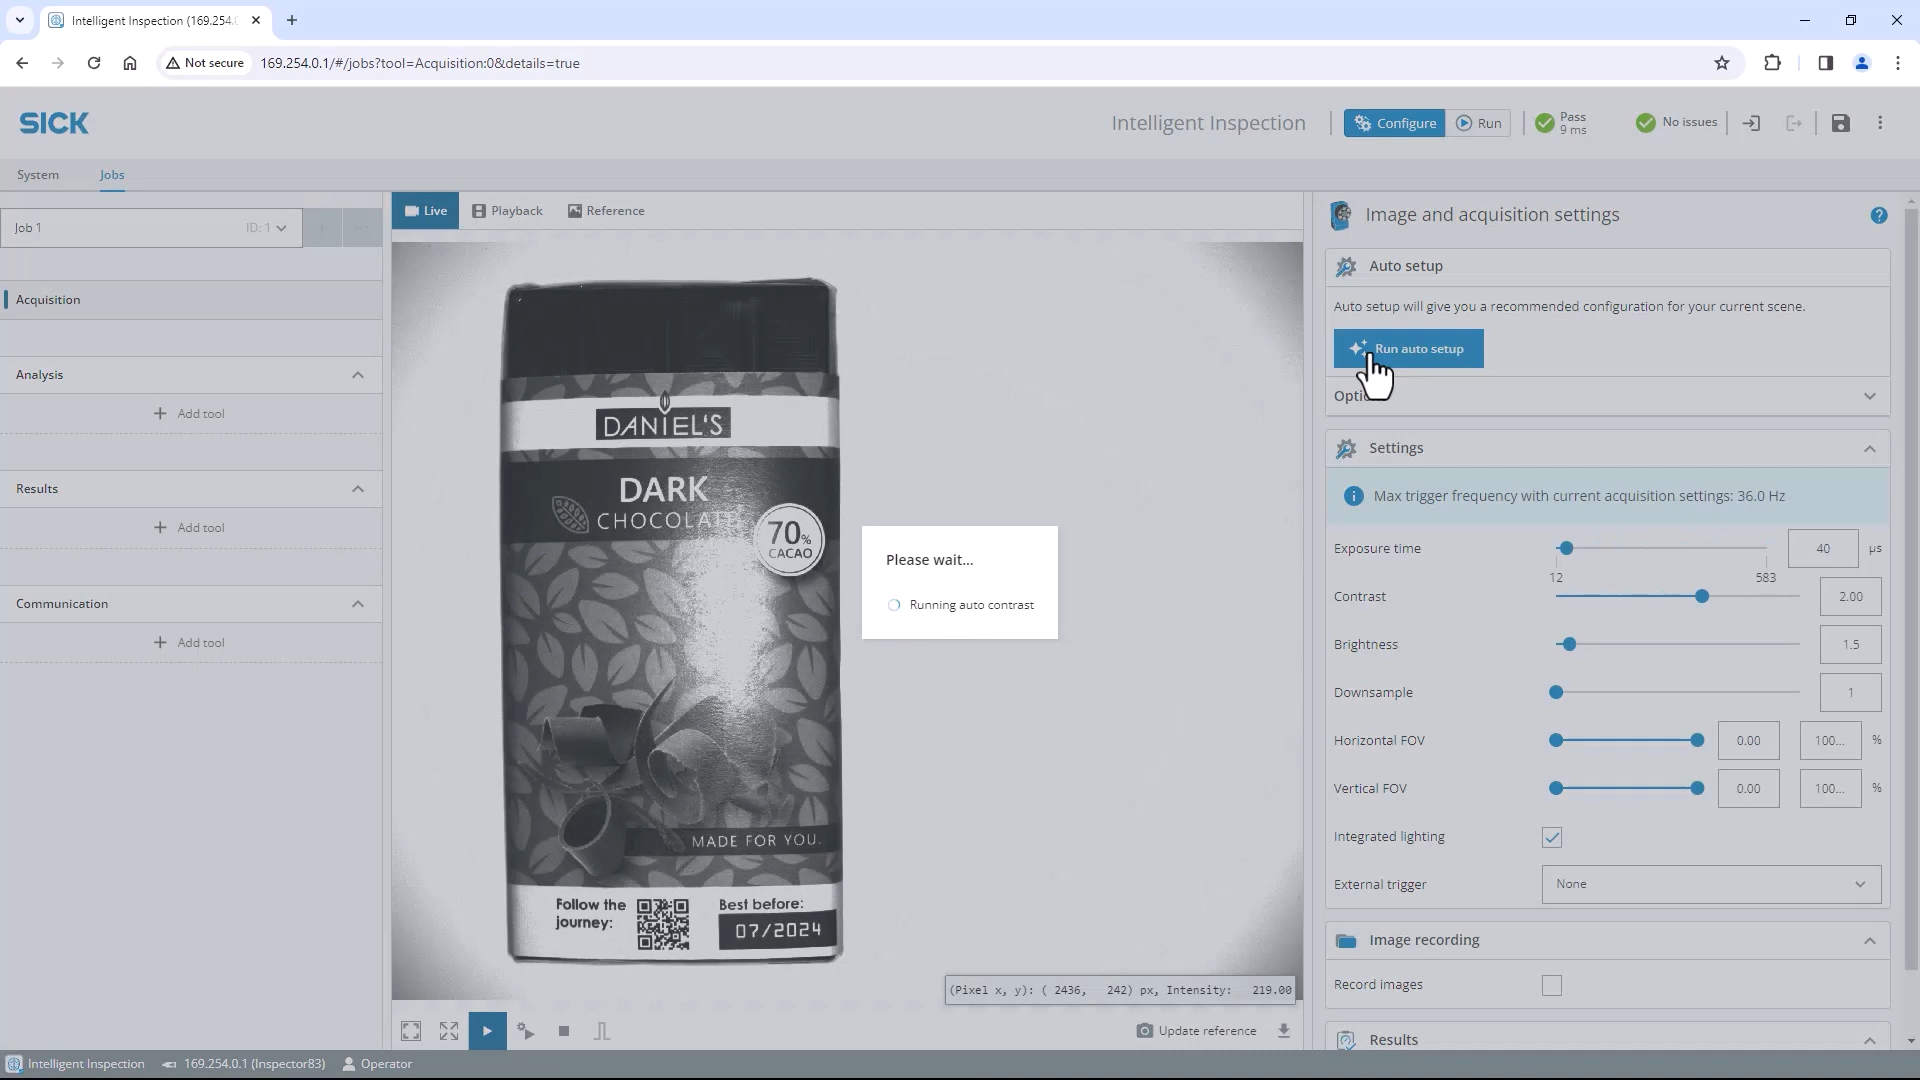 Intelligent Inspection (169.254.
Not secure
169.254.0.1/#/jobs?tool=Acquisition:0&details=true
SICK
Intelligent Inspection
Configure
Run
Pass
9 ms
No issues
System
Jobs
Job 1
ID: 1
Acquisition
Analysis
Add tool
Results
Add tool
Communication
Add tool
Live
Playback
Reference
DANIEL'S
DARK
CHOCOLATE
70%
CACAO
MADE FOR YOU.
Follow the
journey:
Best before:
07/2024
Please wait...
Running auto contrast
(Pixel x, y): ( 2436, 242) px, Intensity: 219.00
Update reference
Image and acquisition settings
Auto setup
Auto setup will give you a recommended configuration for your current scene.
Run auto setup
Opti
Settings
Max trigger frequency with current acquisition settings: 36.0 Hz
Exposure time
40
µs
12
583
Contrast
2.00
Brightness
1.5
Downsample
1
Horizontal FOV
0.00
100...
%
Vertical FOV
0.00
100...
%
Integrated lighting
External trigger
None
Image recording
Record images
Results
Intelligent Inspection
169.254.0.1 (Inspector83)
Operator